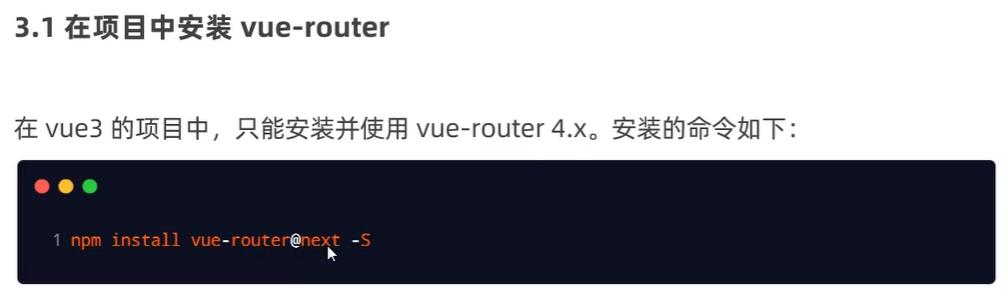 3.1 在项目中安装 vue-router
在 vue3 的项目中，只能安装并使用 vue-router 4.x。安装的命令如下：
1 npm install vue-router@next -S